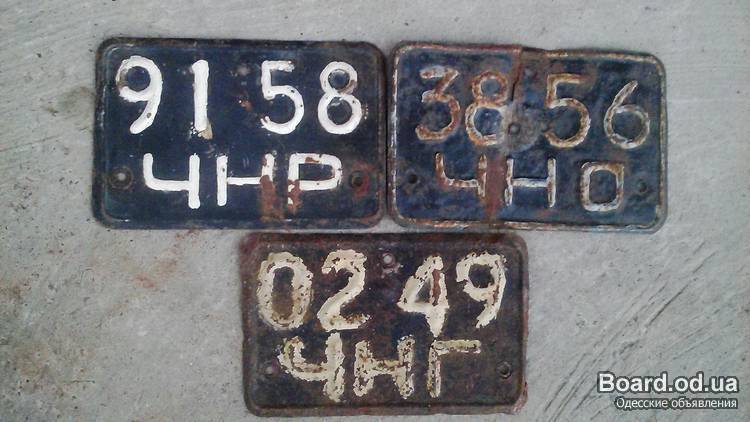 91 58
ЧНР
38 56
ЧНО
02 49
ЧНГ
Board.od.ua
Одесские объявления